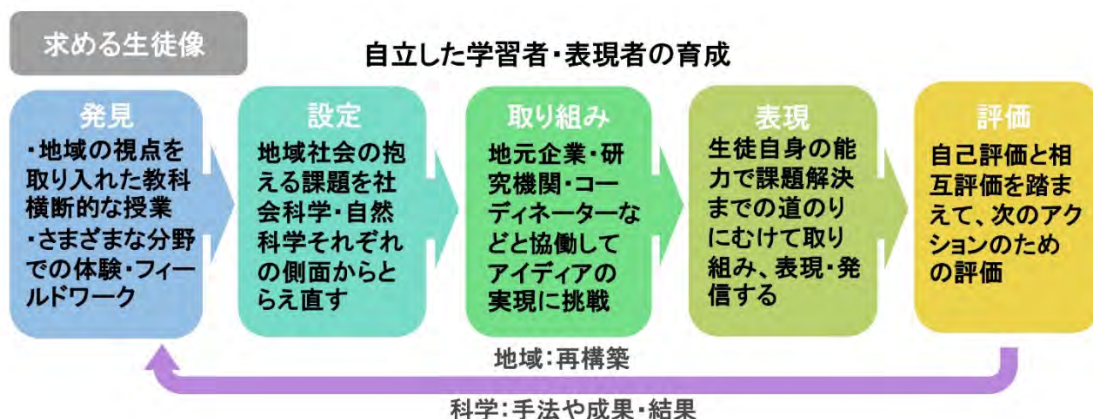 求める生徒像
自立した学習者・表現者の育成
発見
・地域の視点を
取り入れた教科
横断的な授業
・さまざまな分野
での体験・フィー
ルドワーク
設定
地域社会の抱
える課題を社
会科学・自然
科学それぞれ
の側面からと
らえ直す
取り組み
地元企業・研
究機関・コー
ディネーターな
どと協働して
アイディアの
実現に挑戦
表現
生徒自身の能
力で課題解決
までの道のり
にむけて取り
組み、表現・発
信する
評価
自己評価と相
互評価を踏ま
えて、次のアク
ションのため
の評価
地域：再構築
科学：手法や成果・結果